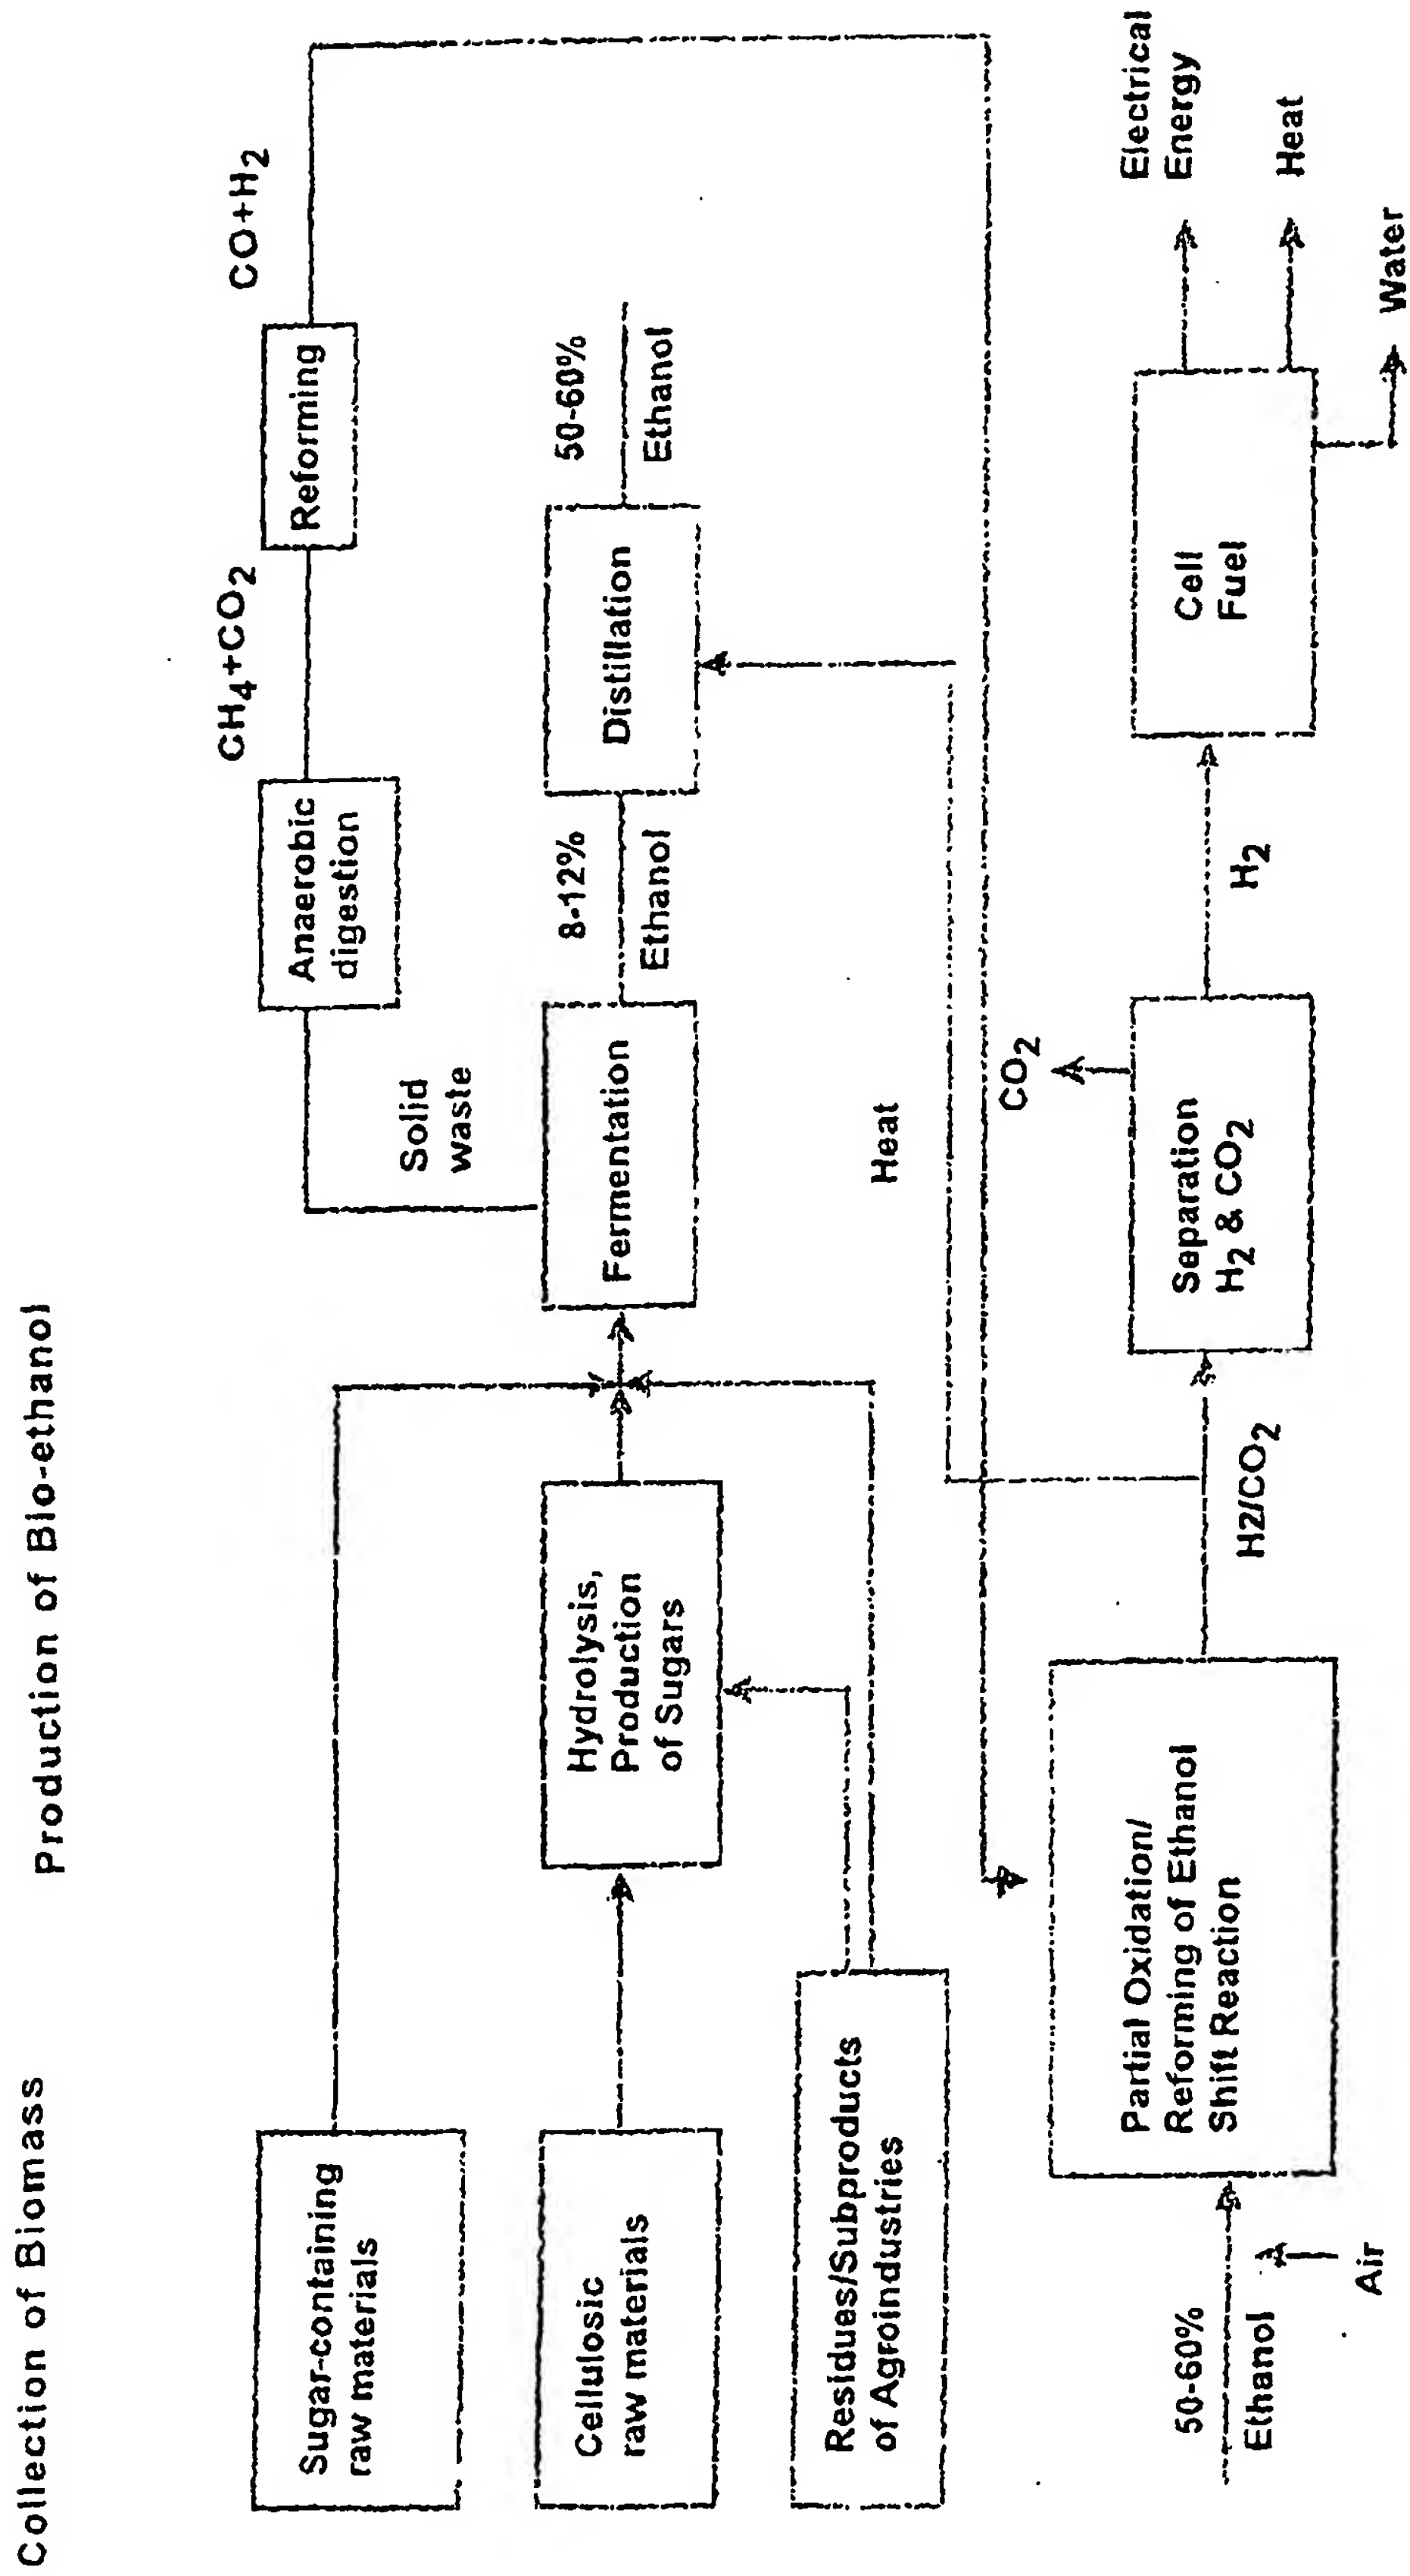 Collection of Biomass
Production of Bio-ethanol
Sugar-containing
raw materials
Cellulosic
raw materials
Residues/Subproducts
of Agroindustries
Hydrolysis,
Production
of Sugars
Fermentation
Solid
waste
Anaerobic
digestion
CH4+CO2
Reforming
CO+H2
8-12%
Ethanol
Distillation
50-60%
Ethanol
Heat
50-60%
Ethanol
Air
Partial Oxidation/
Reforming of Ethanol
Shift Reaction
H2/CO2
Separation
H2 & CO2
CO2
H2
Cell
Fuel
Electrical
Energy
Heat
Water